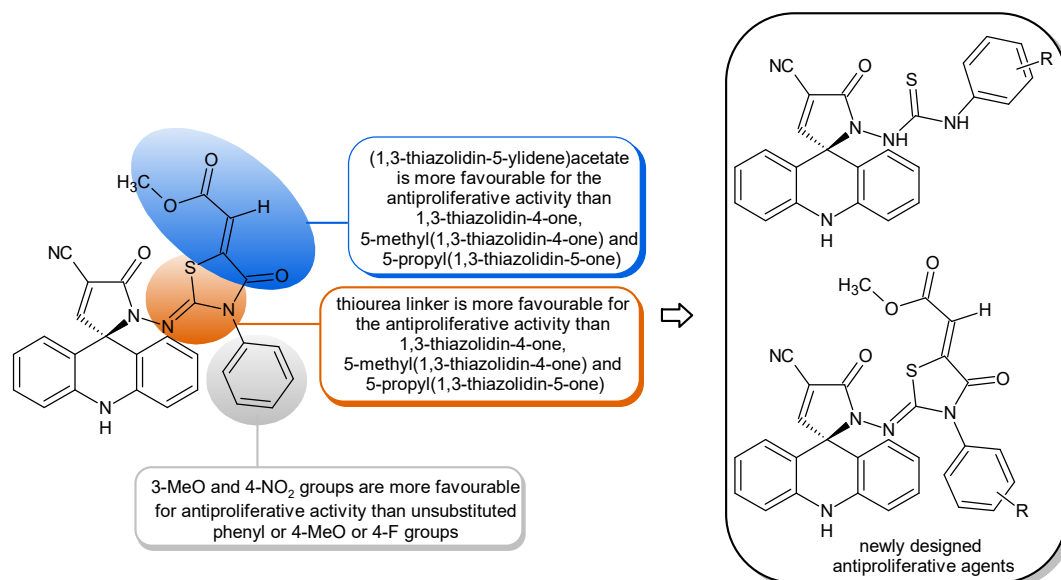 (1,3-thiazolidin-5-ylidene)acetate
is more favourable for the
antiproliferative activity than
1,3-thiazolidin-4-one,
5-methyl(1,3-thiazolidin-4-one) and
5-propyl(1,3-thiazolidin-5-one)
thiourea linker is more favourable for
the antiproliferative activity than
1,3-thiazolidin-4-one,
5-methyl(1,3-thiazolidin-4-one) and
5-propyl(1,3-thiazolidin-5-one)
3-MeO and 4-NO₂ groups are more favourable
for antiproliferative activity than unsubstituted
phenyl or 4-MeO or 4-F groups
O
H₃C
O
H
NC
O
S
O
N
N
N
N
H
R
S
NC
O
N
NH
NH
N
H
O
H₃C
O
H
NC
O
S
O
N
N
N
N
H
R
newly designed
antiproliferative agents